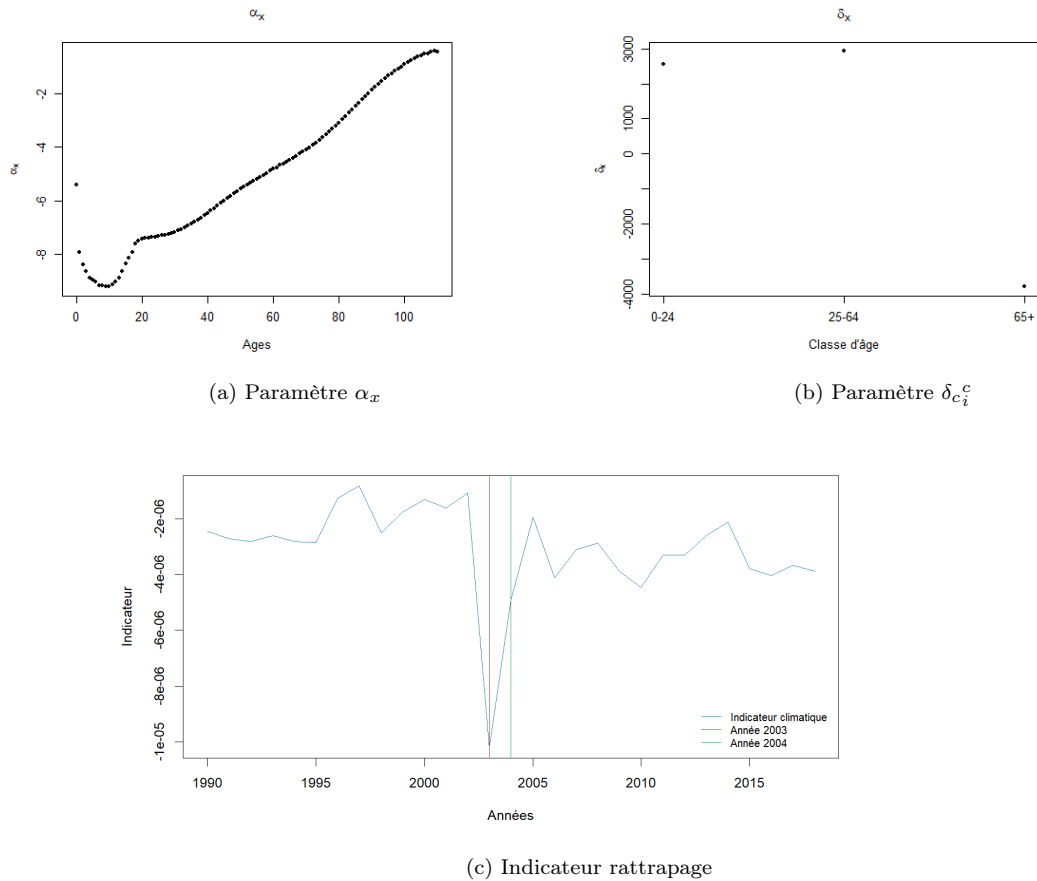 αx
αx
-2
-4
-6
-8
0 20 40 60 80 100
Ages
(a) Paramètre αx
δx
δx
3000
1000
0
-2000
-4000
0-24 25-64 65+
Classe d'âge
(b) Paramètre δcᵢᶜ
Indicateur
-2e-06
-4e-06
-6e-06
-8e-06
-1e-05
Indicateur climatique
Année 2003
Année 2004
1990 1995 2000 2005 2010 2015
Années
(c) Indicateur rattrapage